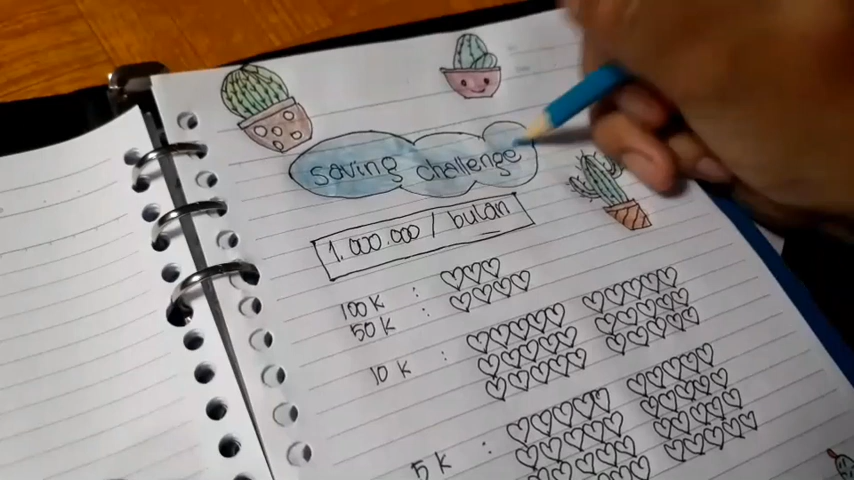 saving challenge
1.000.000 / bulan
100 K :
50 K :
10 K :
5 K :